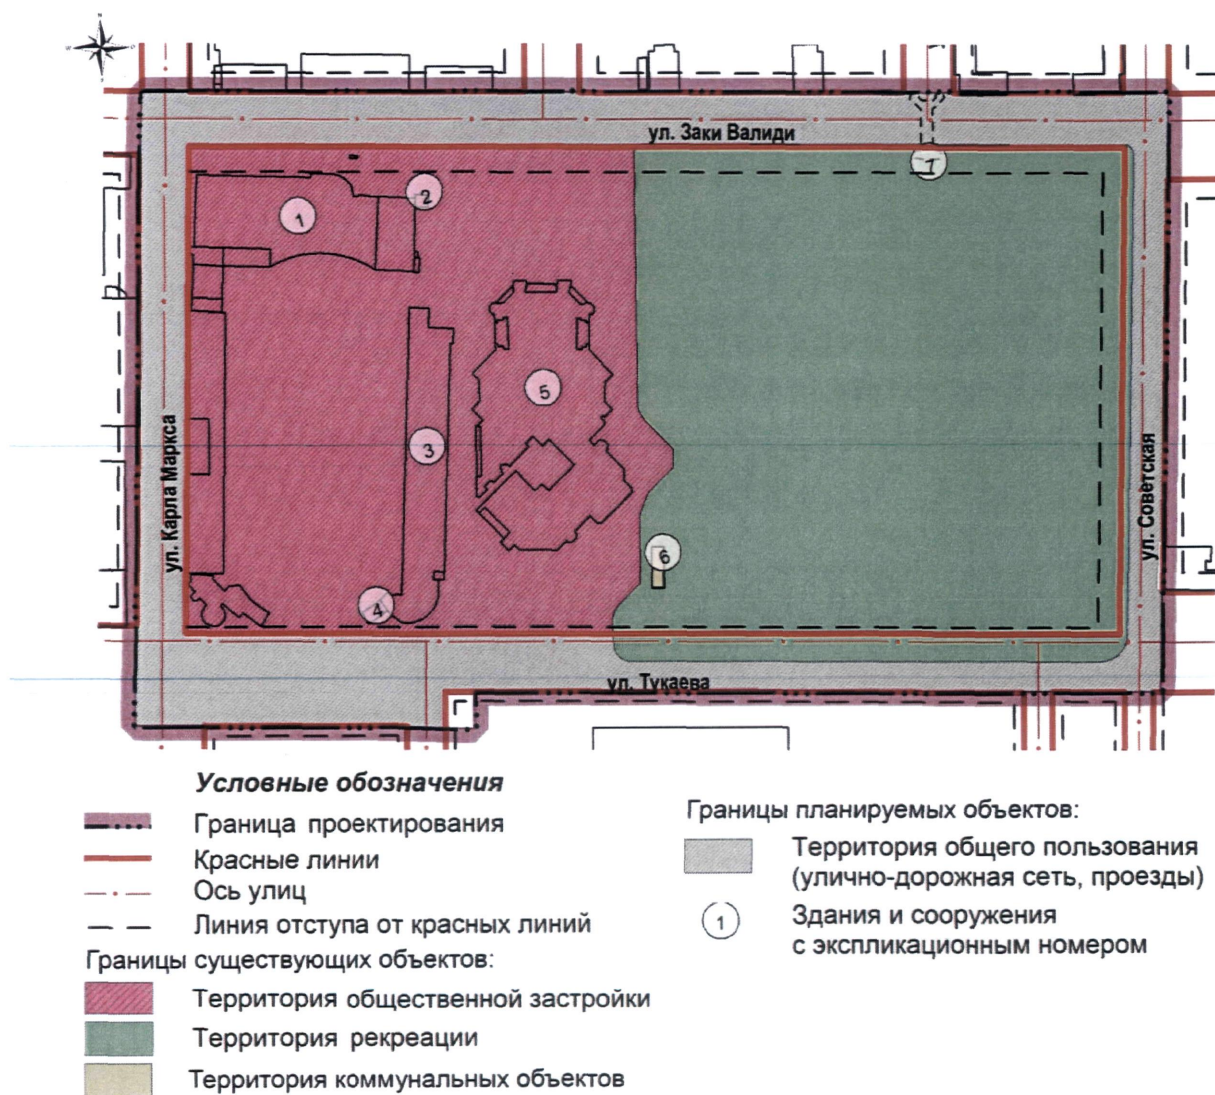 ул. Заки Валиди
1
2
7
5
3
ул. Карла Маркса
ул. Советская
6
4
ул. Тукаева
Условные обозначения
Граница проектирования
Красные линии
Ось улиц
Линия отступа от красных линий
Границы существующих объектов:
Территория общественной застройки
Территория рекреации
Территория коммунальных объектов
Границы планируемых объектов:
Территория общего пользования
(улично-дорожная сеть, проезды)
1
Здания и сооружения
с экспликационным номером